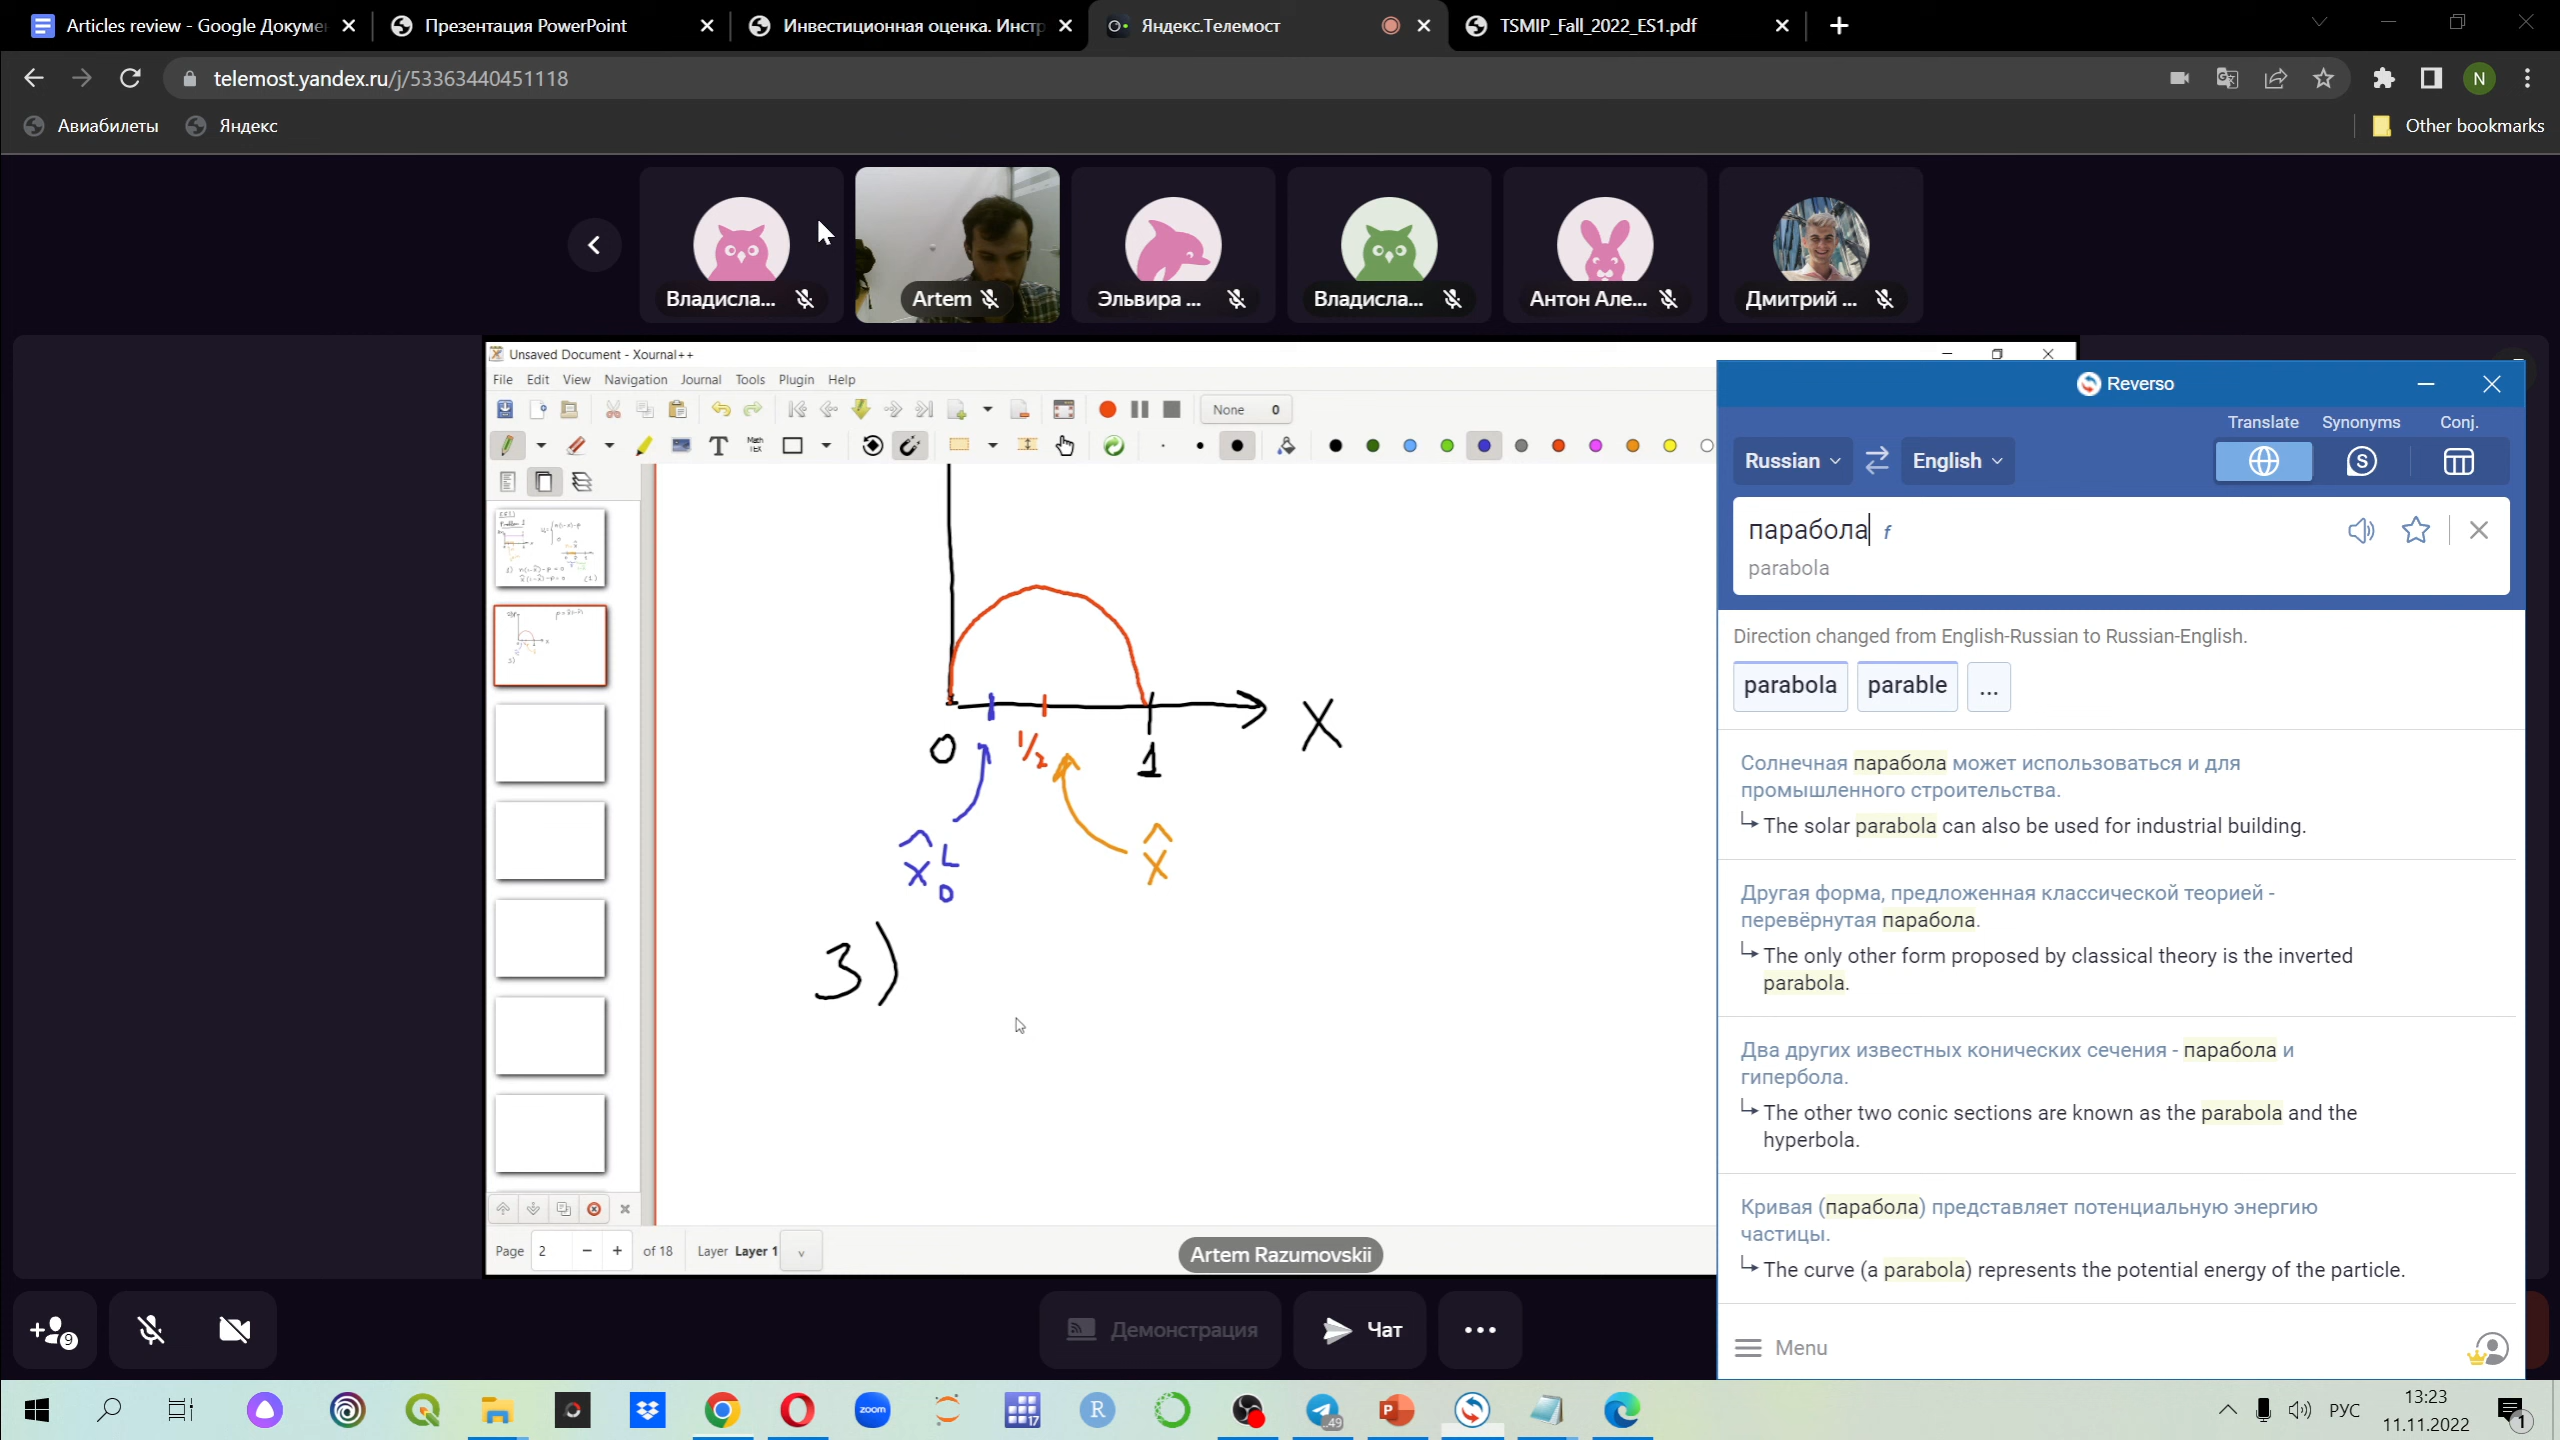 Articles review - Google Докуме
Презентация PowerPoint
Инвестиционная оценка. Инстр
Яндекс.Телемост
TSMIP_Fall_2022_ES1.pdf
telemost.yandex.ru/j/53363440451118
N
Авиабилеты
Яндекс
Other bookmarks
Владисла...
Artem
Эльвира ...
Владисла...
Антон Але...
Дмитрий ...
Unsaved Document - Xournal++
File Edit View Navigation Journal Tools Plugin Help
None 0
0
1/2
1
X
x̂ L 0
x̂
3)
Page 2 - + of 18 Layer Layer 1
Artem Razumovskii
Reverso
Translate Synonyms Conj.
Russian English
парабола f
parabola
Direction changed from English-Russian to Russian-English.
parabola parable ...
Солнечная парабола может использоваться и для
промышленного строительства.
The solar parabola can also be used for industrial building.
Другая форма, предложенная классической теорией -
перевёрнутая парабола.
The only other form proposed by classical theory is the inverted
parabola.
Два других известных конических сечения - парабола и
гипербола.
The other two conic sections are known as the parabola and the
hyperbola.
Кривая (парабола) представляет потенциальную энергию
частицы.
The curve (a parabola) represents the potential energy of the particle.
Menu
9
Демонстрация
Чат
zoom
17
R
49
P
РУС
13:23
11.11.2022
1